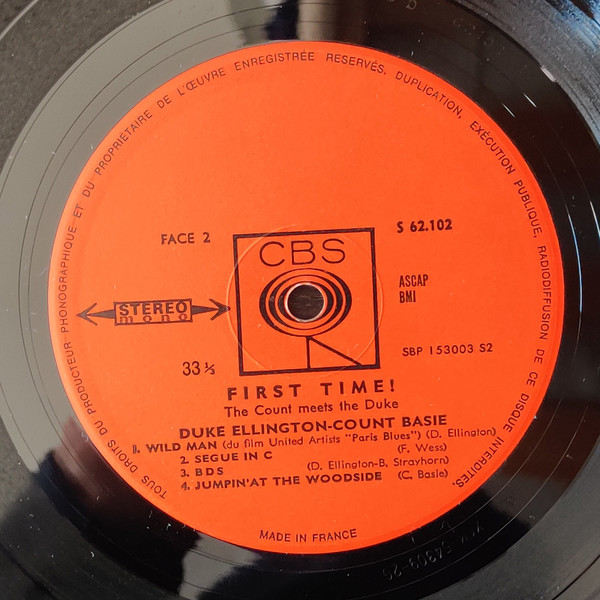 TOUS DROITS DU PRODUCTEUR PHONOGRAPHIQUE ET DU PROPRIÉTAIRE DE L'ŒUVRE ENREGISTRÉE RESERVÉS, DUPLICATION, EXÉCUTION PUBLIQUE, RADIODIFFUSION DE CE DISQUE INTERDITES.
FACE 2
S 62.102
CBS
ASCAP
BMI
STEREO
mono
SBP 153003 S2
33 ⅓
FIRST TIME!
The Count meets the Duke
DUKE ELLINGTON-COUNT BASIE
1. WILD MAN (du film United Artists "Paris Blues") (D. Ellington)
2. SEGUE IN C (F. Wess)
3. B D S (D. Ellington-B, Strayhorn)
4. JUMPIN'AT THE WOODSIDE (C. Basie)
MADE IN FRANCE